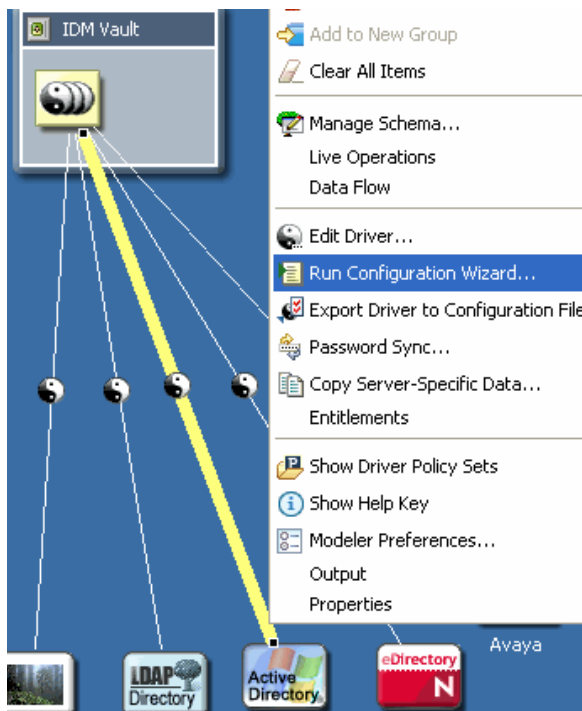 IDM Vault
Add to New Group
Clear All Items
Manage Schema...
Live Operations
Data Flow
Edit Driver...
Run Configuration Wizard...
Export Driver to Configuration File
Password Sync...
Copy Server-Specific Data...
Entitlements
Show Driver Policy Sets
Show Help Key
Modeler Preferences...
Output
Properties
LDAP
Directory
Active
Directory
eDirectory
N
Avaya